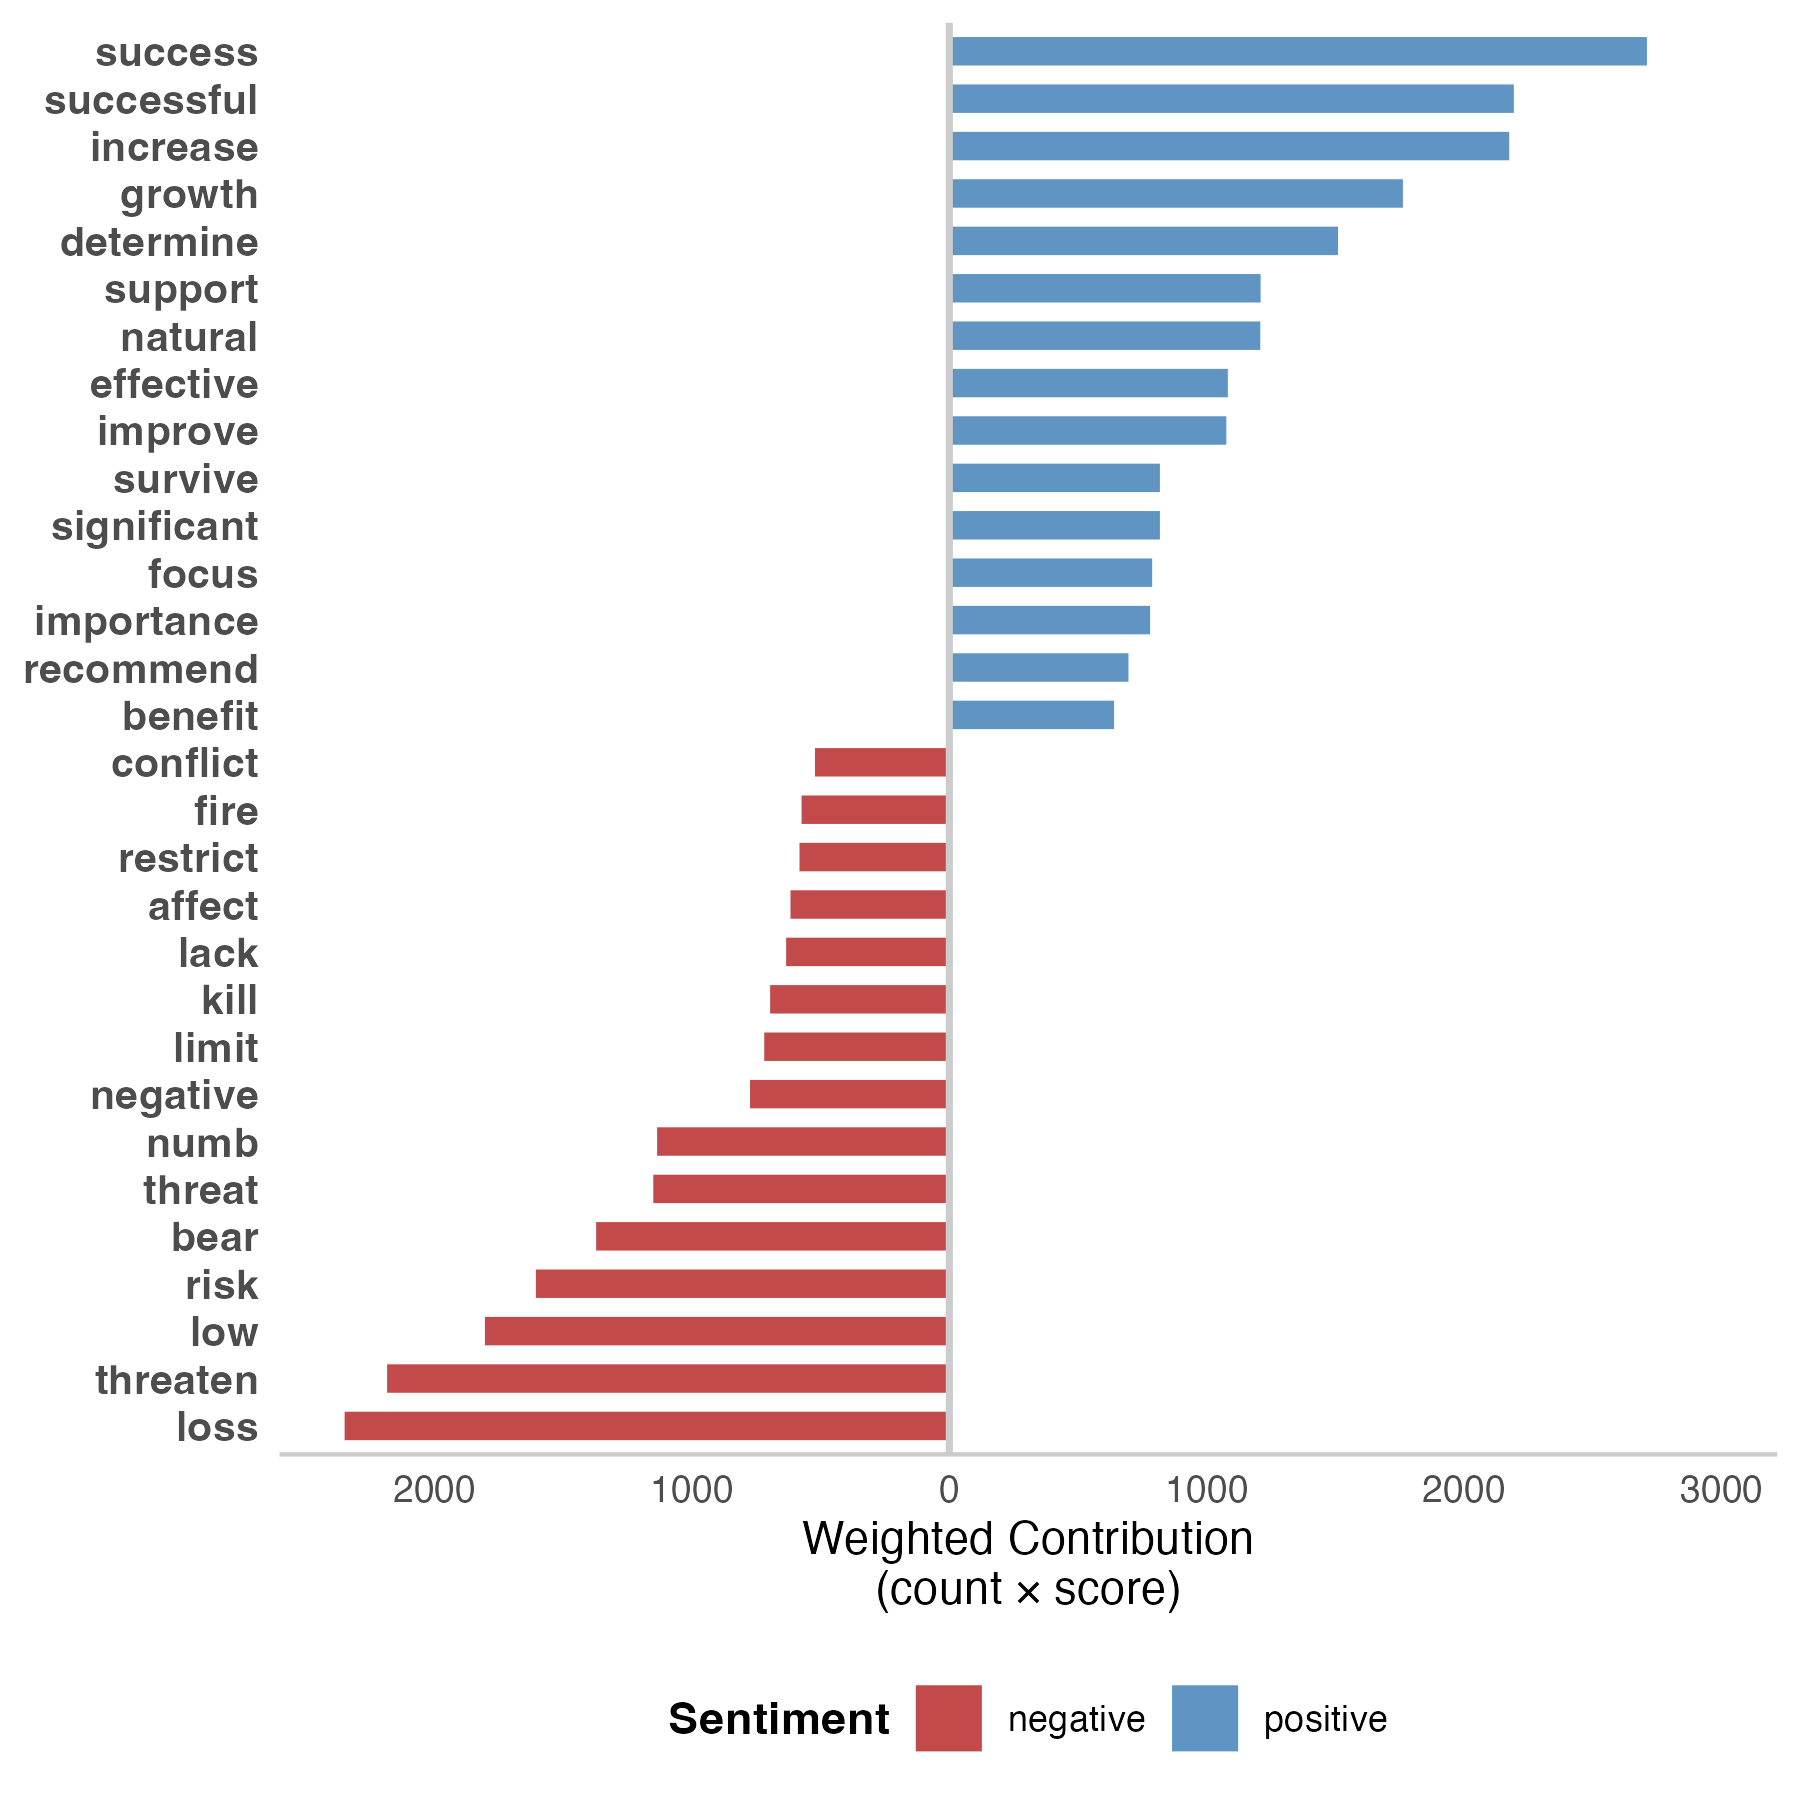 success
successful
increase
growth
determine
support
natural
effective
improve
survive
significant
focus
importance
recommend
benefit
conflict
fire
restrict
affect
lack
kill
limit
negative
numb
threat
bear
risk
low
threaten
loss
2000 1000 0 1000 2000 3000
Weighted Contribution
(count × score)
Sentiment negative positive